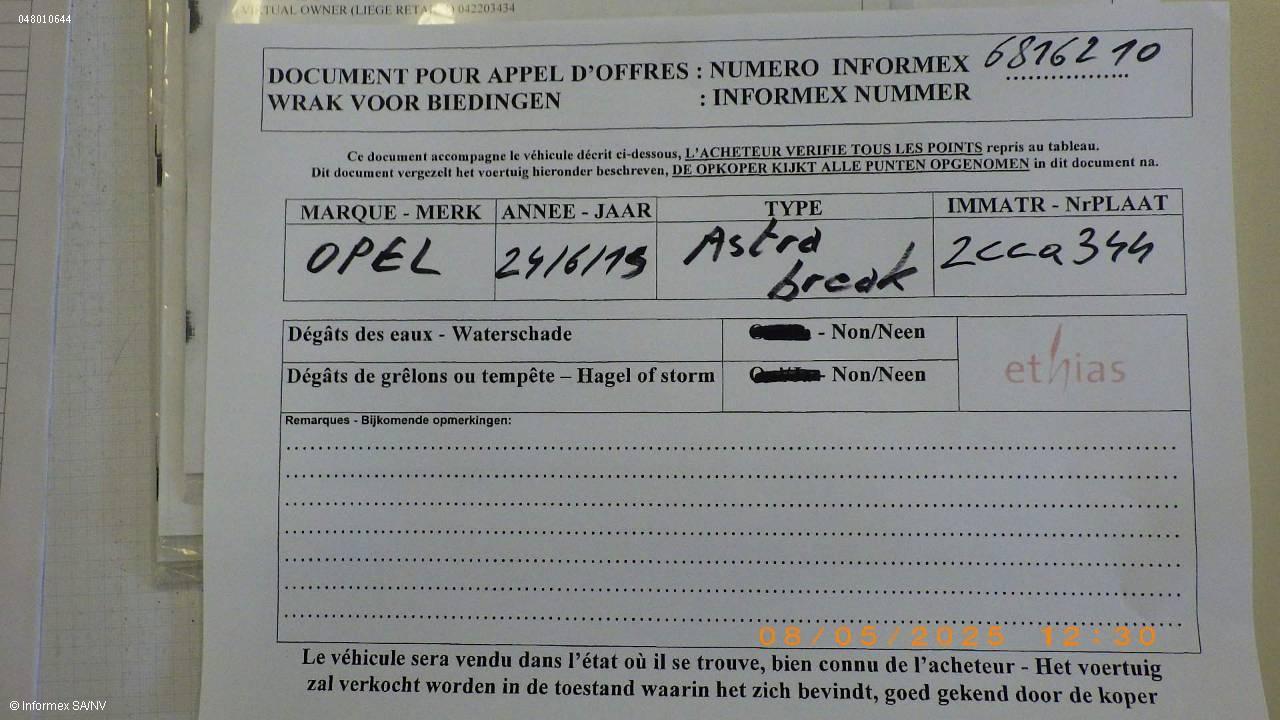 048010644
VIRTUAL OWNER (LIEGE RETAIL) 042203434
DOCUMENT POUR APPEL D'OFFRES : NUMERO INFORMEX 6816210
WRAK VOOR BIEDINGEN : INFORMEX NUMMER
Ce document accompagne le véhicule décrit ci-dessous, L'ACHETEUR VERIFIE TOUS LES POINTS repris au tableau.
Dit document vergezelt het voertuig hieronder beschreven, DE OPKOPER KIJKT ALLE PUNTEN OPGENOMEN in dit document na.
MARQUE - MERK ANNEE - JAAR TYPE IMMATR - NrPLAAT
OPEL 24/6/19 Astra 2cca344
break
Dégâts des eaux - Waterschade - Non/Neen
Dégâts de grêlons ou tempête – Hagel of storm - Non/Neen
ethias
Remarques - Bijkomende opmerkingen:
08/05/2025 12:30
Le véhicule sera vendu dans l'état où il se trouve, bien connu de l'acheteur - Het voertuig
zal verkocht worden in de toestand waarin het zich bevindt, goed gekend door de koper
© Informex SA/NV